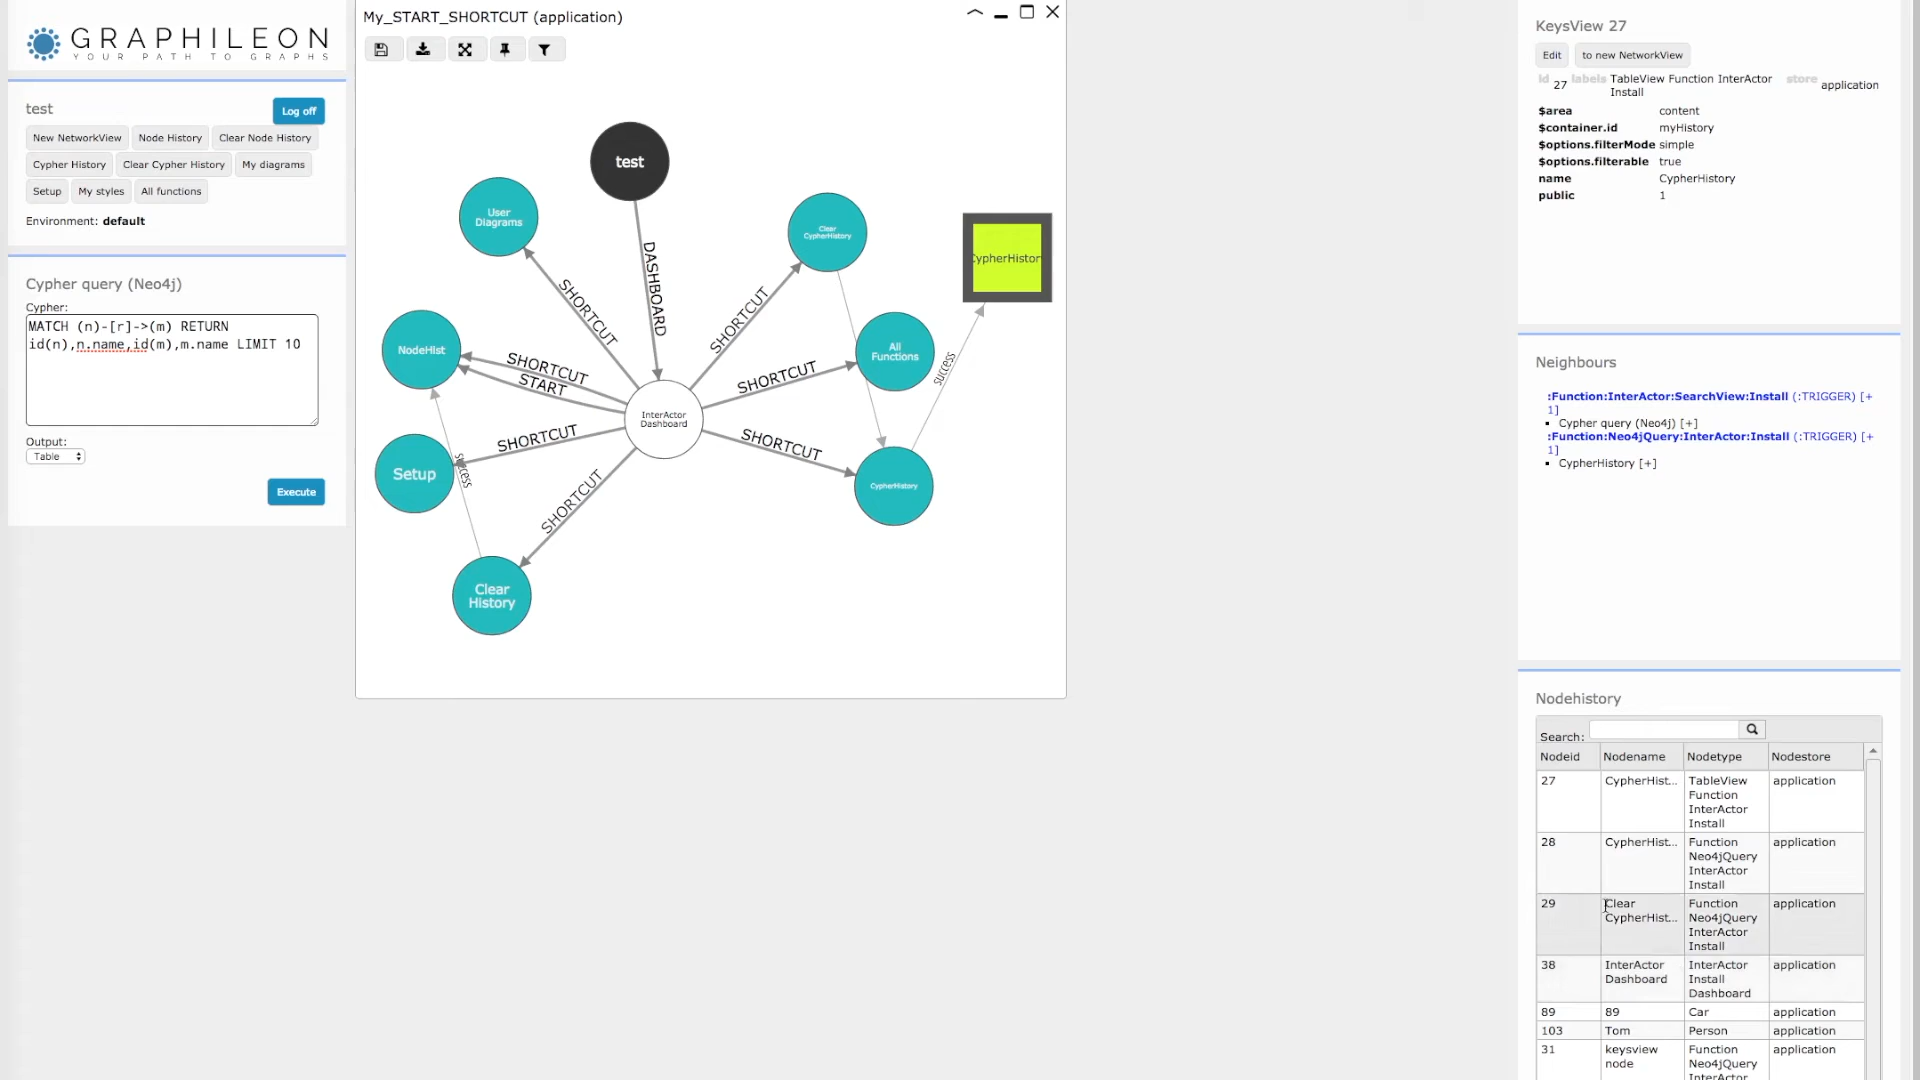 GRAPHILEON
YOUR PATH TO GRAPHS
test
Log off
New NetworkView
Node History
Clear Node History
Cypher History
Clear Cypher History
My diagrams
Setup
My styles
All functions
Environment: default
Cypher query (Neo4j)
Cypher:
MATCH (n)-[r]->(m) RETURN
id(n),n.name,id(m),m.name LIMIT 10
Output:
Table
Execute
My_START_SHORTCUT (application)
test
User
Diagrams
Clear
CypherHistory
CypherHistor
DASHBOARD
SHORTCUT
SHORTCUT
NodeHist
All
Functions
SHORTCUT
START
SHORTCUT
success
InterActor
Dashboard
SHORTCUT
SHORTCUT
Setup
success
SHORTCUT
CypherHistory
Clear
History
KeysView 27
Edit
to new NetworkView
id 27 labels TableView Function InterActor
Install
store application
$area content
$container.id myHistory
$options.filterMode simple
$options.filterable true
name CypherHistory
public 1
Neighbours
:Function:InterActor:SearchView:Install (:TRIGGER) [+
1]
Cypher query (Neo4j) [+]
:Function:Neo4jQuery:InterActor:Install (:TRIGGER) [+
1]
CypherHistory [+]
Nodehistory
Search:
Nodeid Nodename Nodetype Nodestore
27 CypherHist... TableView application
Function
InterActor
Install
28 CypherHist... Function application
Neo4jQuery
InterActor
Install
29 Clear Function application
CypherHist... Neo4jQuery
InterActor
Install
38 InterActor InterActor application
Dashboard Install
Dashboard
89 89 Car application
103 Tom Person application
31 keysview Function application
node Neo4jQuery
InterActor